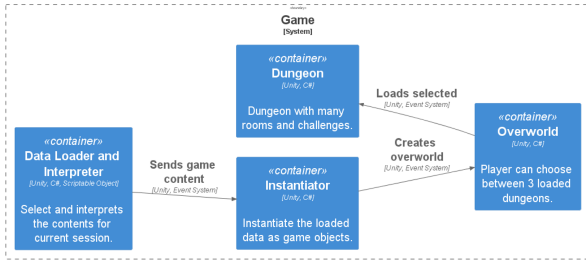 «boundary»
Game
[System]
«container»
Dungeon
[Unity, C#]
Dungeon with many
rooms and challenges.
Loads selected
[Unity, Event System]
«container»
Overworld
[Unity, C#]
Player can choose
between 3 loaded
dungeons.
«container»
Data Loader and
Interpreter
[Unity, C#, Scriptable Object]
Select and interprets
the contents for
current session.
Sends game
content
[Unity, Event System]
«container»
Instantiator
[Unity, C#]
Instantiate the loaded
data as game objects.
Creates
overworld
[Unity, Event System]